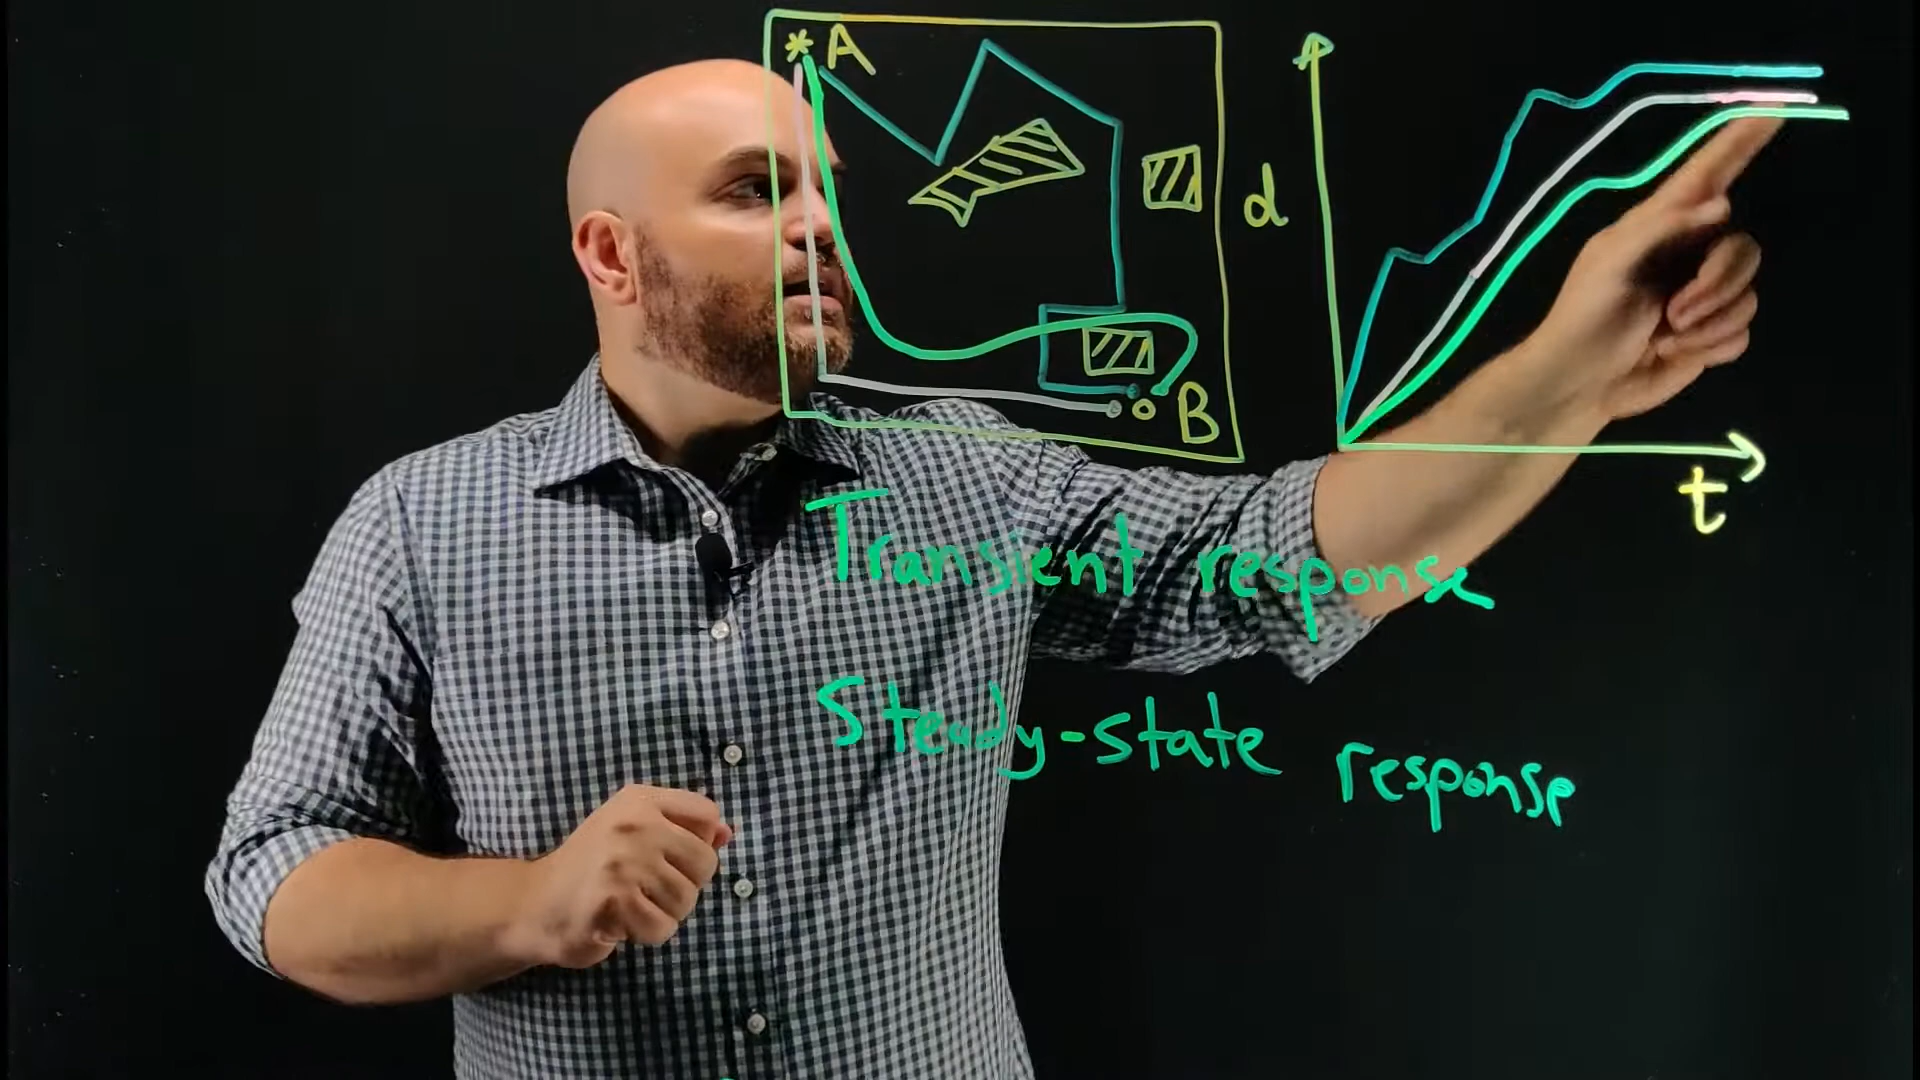 * A
d
B
t
Transient response
Steady-state response